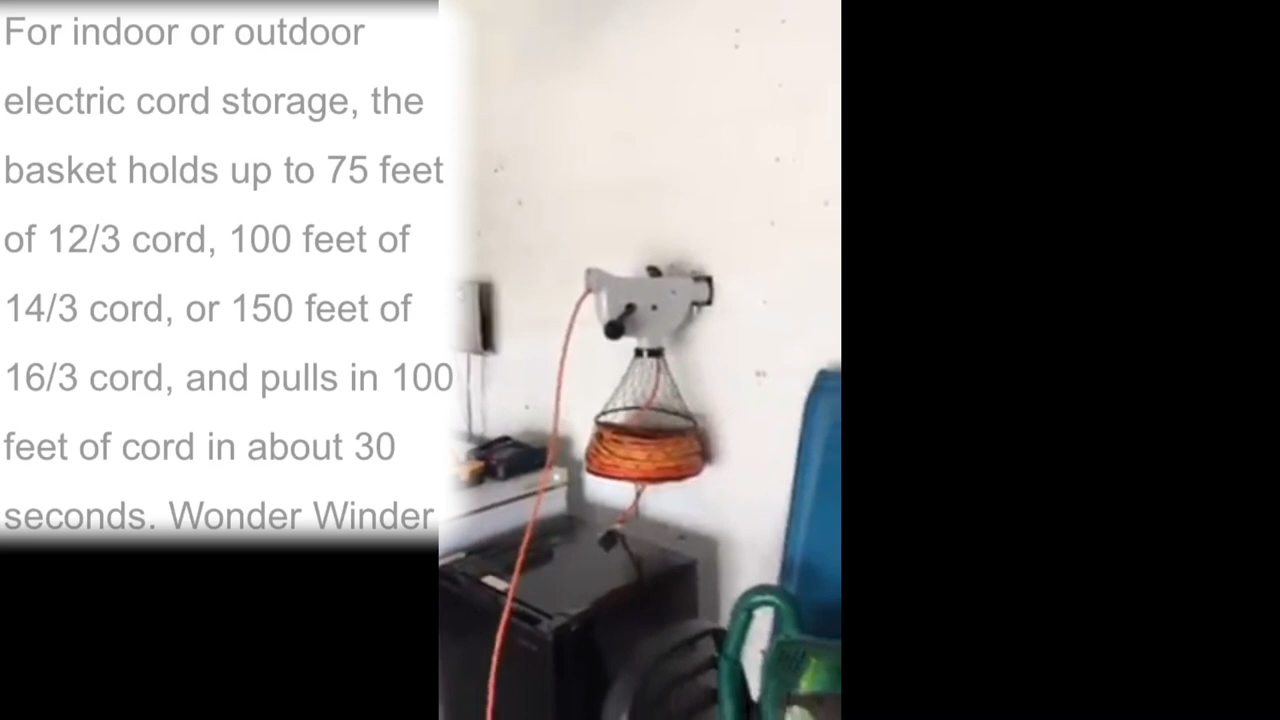 For indoor or outdoor
electric cord storage, the
basket holds up to 75 feet
of 12/3 cord, 100 feet of
14/3 cord, or 150 feet of
16/3 cord, and pulls in 100
feet of cord in about 30
seconds. Wonder Winder